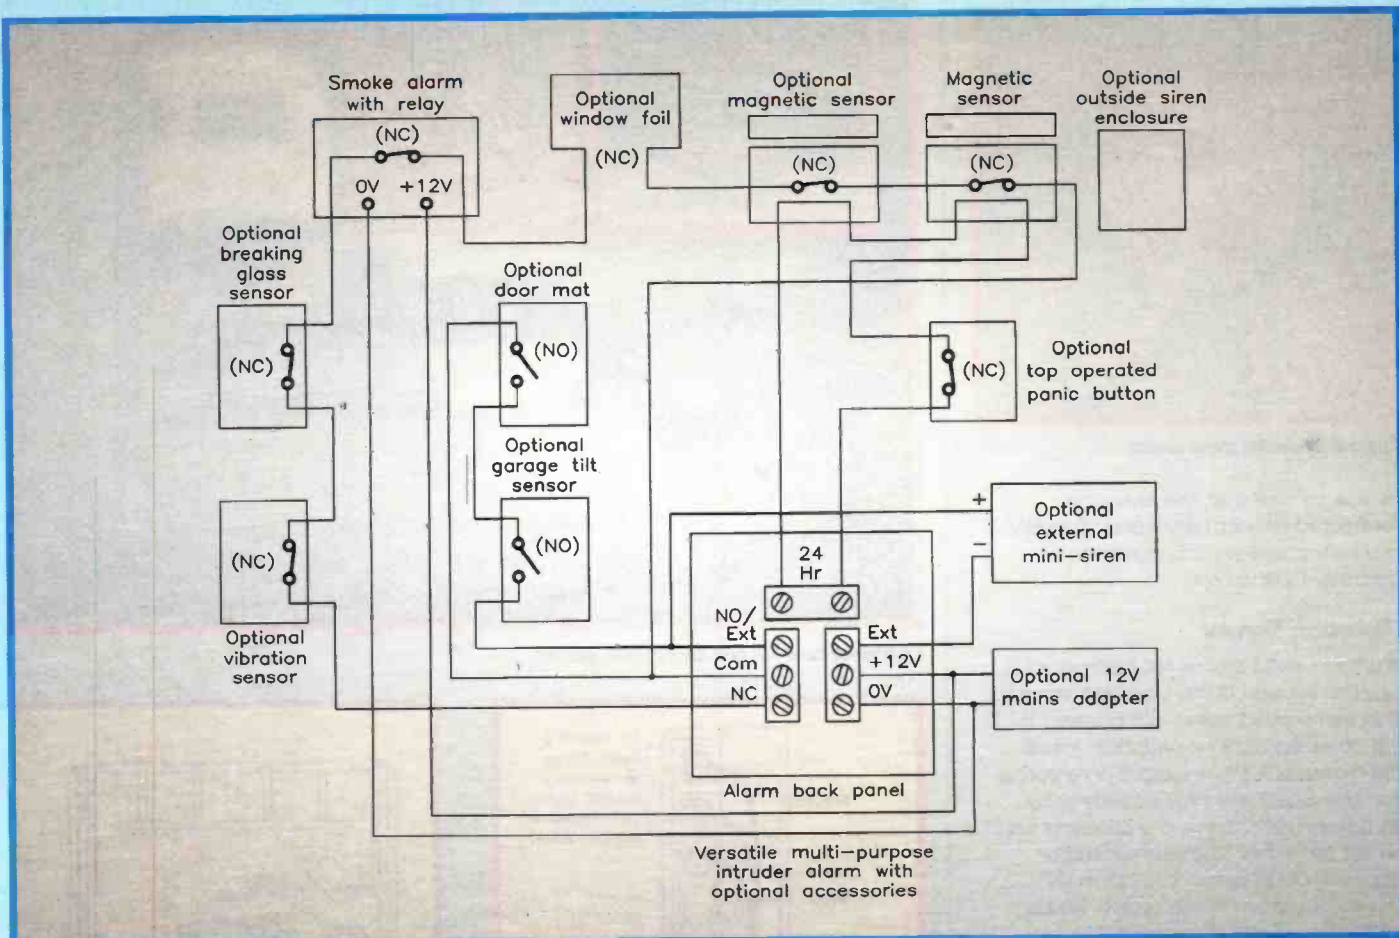 Smoke alarm
with relay
(NC)
0V +12V
Optional
window foil
(NC)
Optional
magnetic sensor
(NC)
Magnetic
sensor
(NC)
Optional
outside siren
enclosure
Optional
breaking
glass
sensor
(NC)
Optional
door mat
(NO)
(NC)
Optional
top operated
panic button
Optional
garage tilt
sensor
(NO)
(NC)
Optional
vibration
sensor
+
−
Optional
external
mini−siren
24
Hr
NO/
Ext
Com
NC
Ext
+12V
0V
Optional 12V
mains adapter
Alarm back panel
Versatile multi−purpose
intruder alarm with
optional accessories